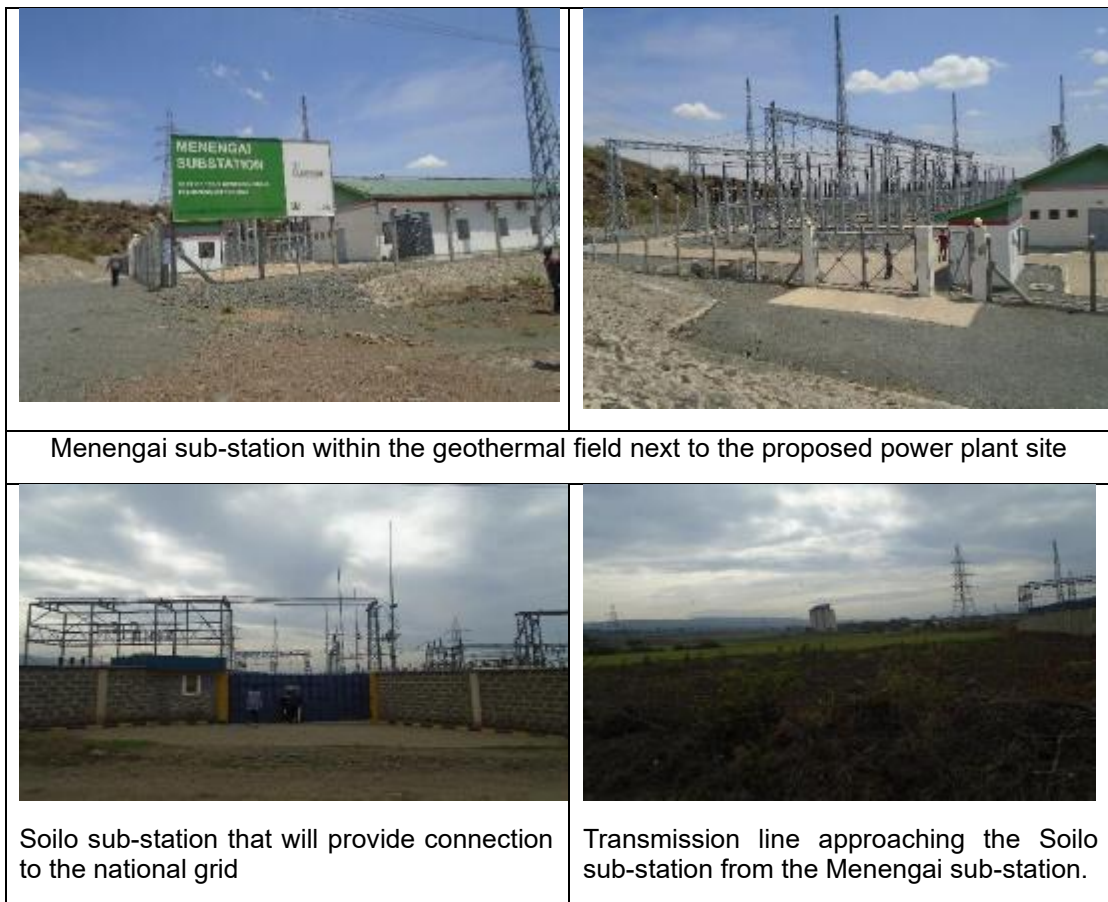 MENENGAI
SUBSTATION
Menengai sub-station within the geothermal field next to the proposed power plant site
Soilo sub-station that will provide connection
to the national grid
Transmission line approaching the Soilo
sub-station from the Menengai sub-station.